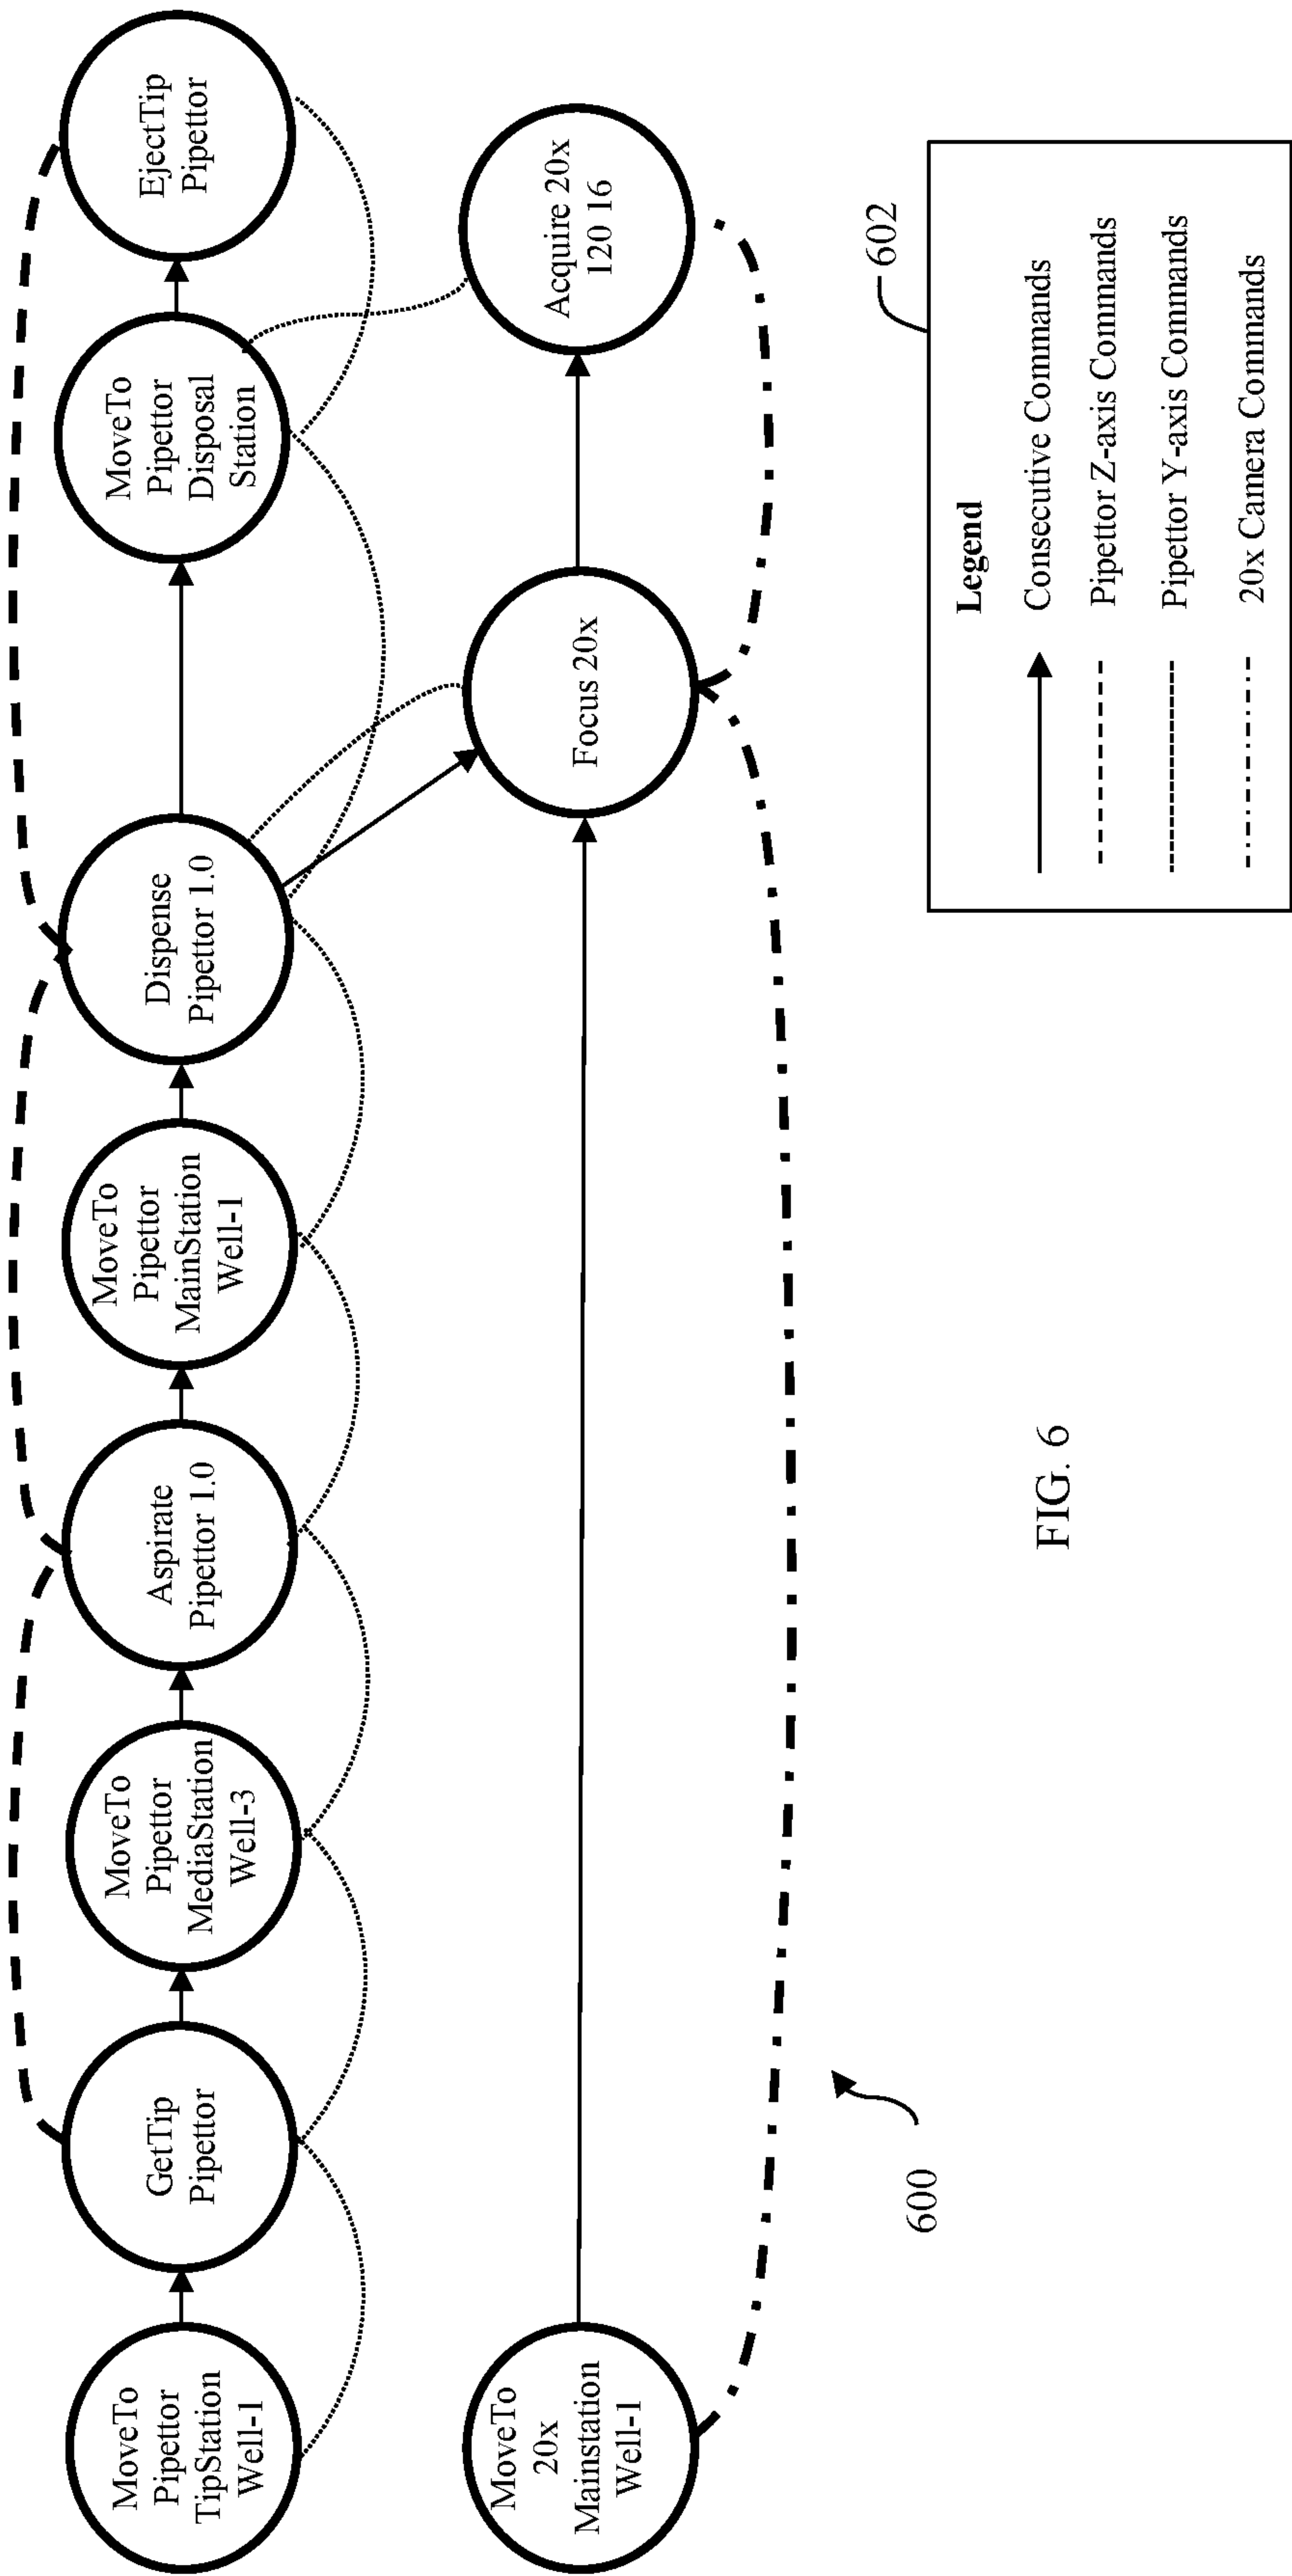 MoveTo
Pipettor
TipStation
Well-1
GetTip
Pipettor
MoveTo
Pipettor
MediaStation
Well-3
Aspirate
Pipettor 1.0
MoveTo
Pipettor
MainStation
Well-1
Dispense
Pipettor 1.0
MoveTo
Pipettor
Disposal
Station
EjectTip
Pipettor
MoveTo
20x
Mainstation
Well-1
Focus 20x
Acquire 20x
120 16
600
602
Legend
Consecutive Commands
Pipettor Z-axis Commands
Pipettor Y-axis Commands
20x Camera Commands
FIG. 6